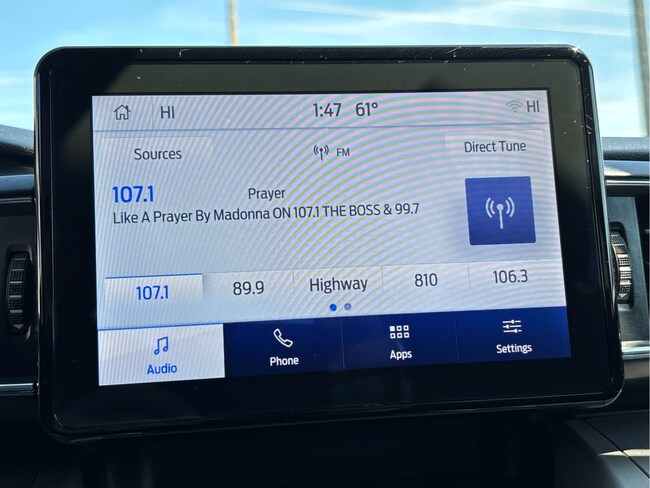 HI 1:47 61° HI
Sources FM Direct Tune
107.1 Prayer
Like A Prayer By Madonna ON 107.1 THE BOSS & 99.7
107.1 89.9 Highway 810 106.3
Audio Phone Apps Settings